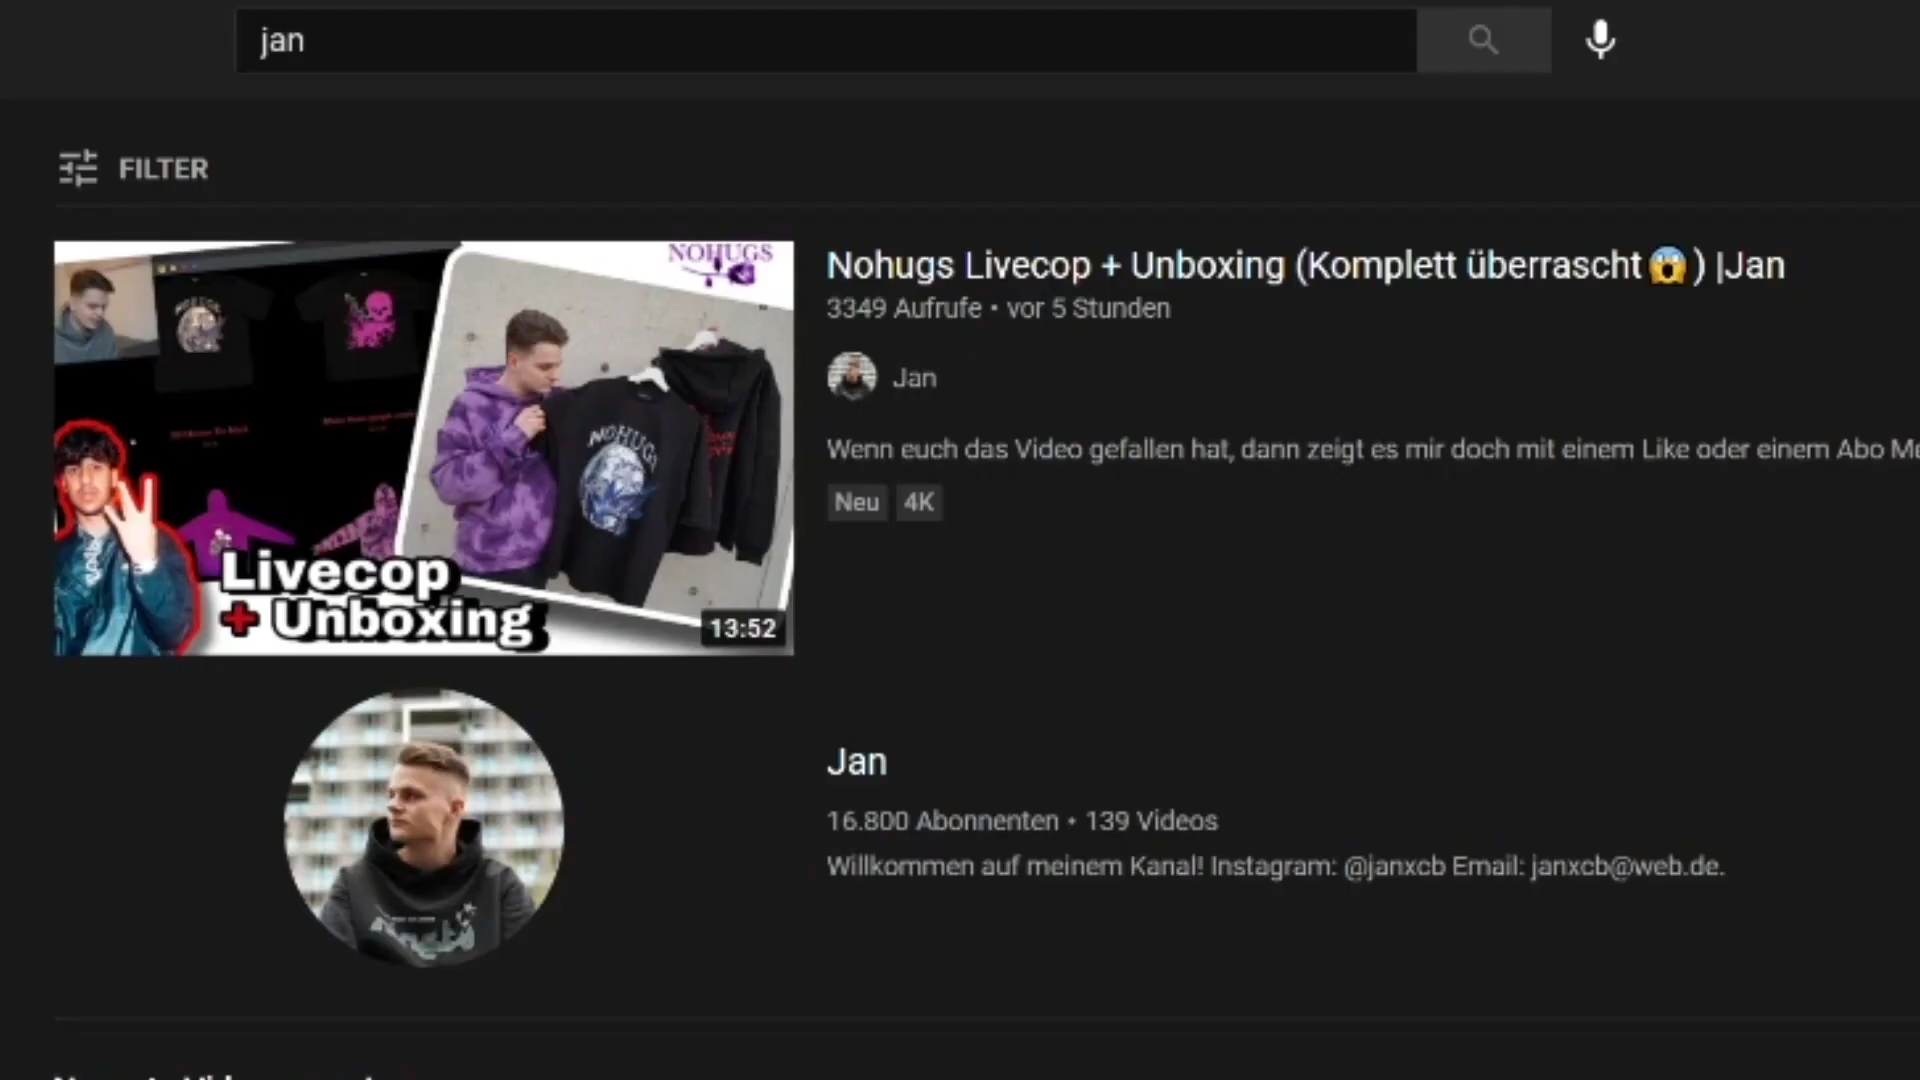 jan
FILTER
NOHUGS
NOHUGS
Livecop
+ Unboxing
13:52
Nohugs Livecop + Unboxing (Komplett überrascht😱) |Jan
3349 Aufrufe • vor 5 Stunden
Jan
Wenn euch das Video gefallen hat, dann zeigt es mir doch mit einem Like oder einem Abo
Neu 4K
Jan
16.800 Abonnenten • 139 Videos
Willkommen auf meinem Kanal! Instagram: @janxcb Email: janxcb@web.de.